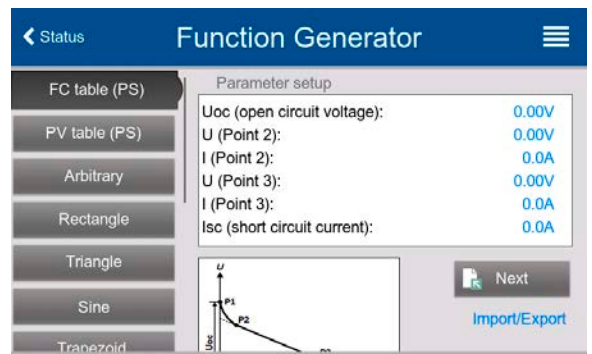 Status
Function Generator
FC table (PS)
PV table (PS)
Arbitrary
Rectangle
Triangle
Sine
Trapezoid
Parameter setup
Uoc (open circuit voltage): 0.00V
U (Point 2): 0.00V
I (Point 2): 0.0A
U (Point 3): 0.00V
I (Point 3): 0.0A
Isc (short circuit current): 0.0A
U
P1
P2
Uoc
Next
Import/Export